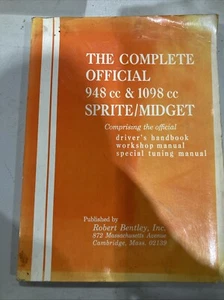 THE COMPLETE
OFFICIAL
948 cc & 1098 cc
SPRITE/MIDGET
Comprising the official
driver's handbook
workshop manual
special tuning manual
Published by
Robert Bentley, Inc.
872 Massachusetts Avenue
Cambridge, Mass. 02139